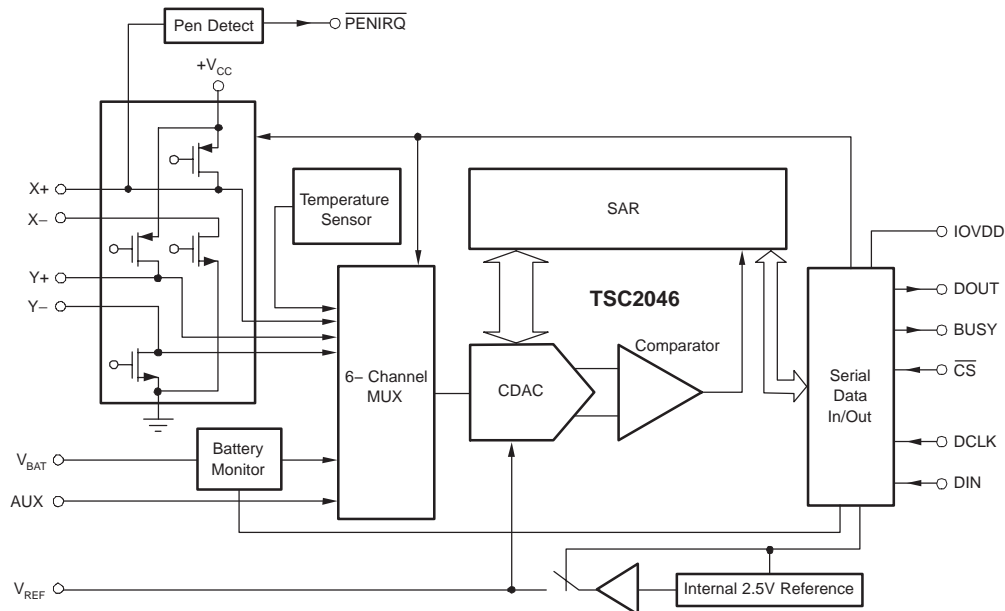 Pen Detect
PENIRQ
+VCC
X+
X−
Y+
Y−
Temperature
Sensor
SAR
TSC2046
IOVDD
DOUT
BUSY
CS
DCLK
DIN
Comparator
6− Channel
MUX
CDAC
Serial
Data
In/Out
Battery
Monitor
VBAT
AUX
VREF
Internal 2.5V Reference